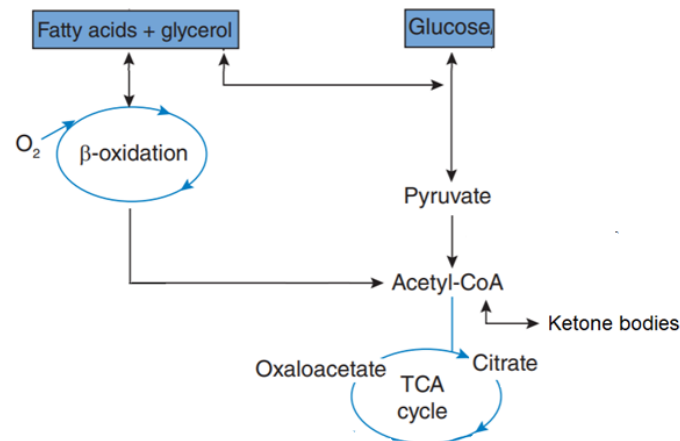 Fatty acids + glycerol
Glucose
O2
β-oxidation
Pyruvate
Acetyl-CoA
Ketone bodies
Oxaloacetate
Citrate
TCA
cycle